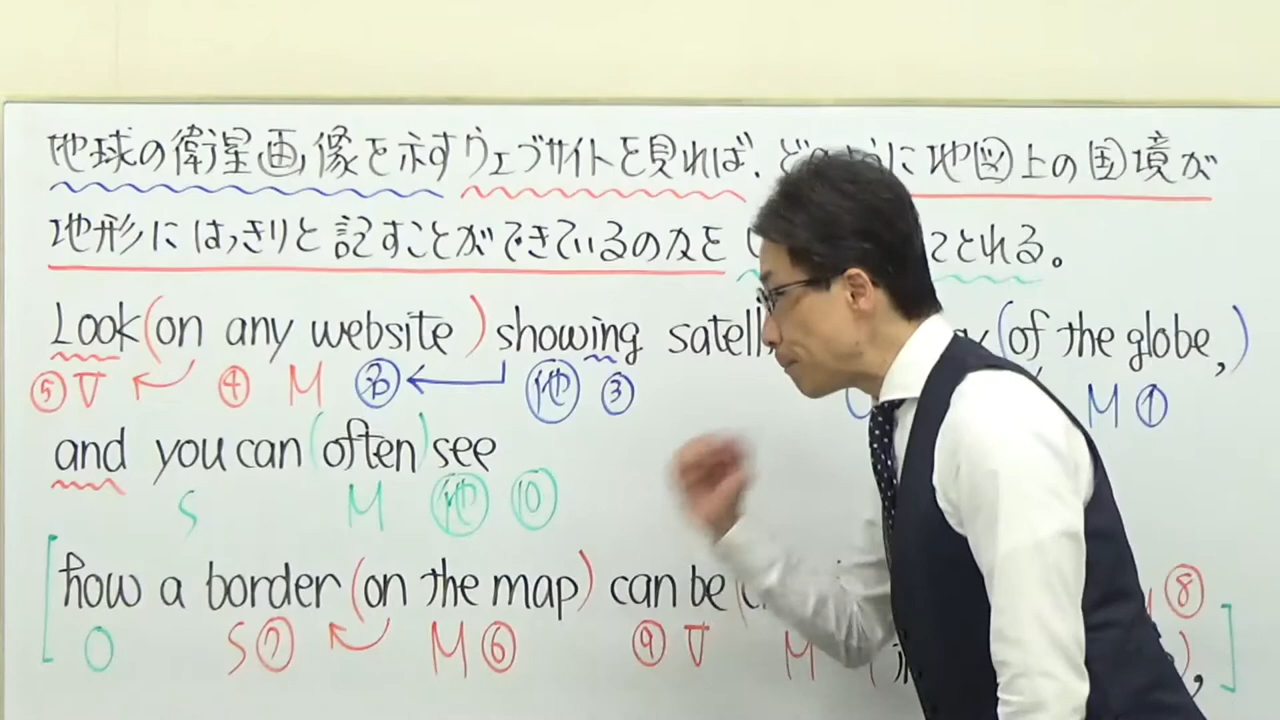 地球の衛星画像を示すウェブサイトを見れば、ど に地図上の国境が
地形にはっきりと記すことができているのかを てとれる。
Look (on any website) showing (of the globe,)
⑤ V ④ M 名 他 ③ M ①
and you can (often) see
S M 他 ⑩
[how a border (on the map) can be
O S ⑦ M ⑥ ⑨ V M ⑧ ), ]